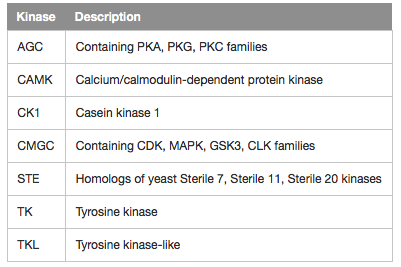 Kinase Description
AGC Containing PKA, PKG, PKC families
CAMK Calcium/calmodulin-dependent protein kinase
CK1 Casein kinase 1
CMGC Containing CDK, MAPK, GSK3, CLK families
STE Homologs of yeast Sterile 7, Sterile 11, Sterile 20 kinases
TK Tyrosine kinase
TKL Tyrosine kinase-like